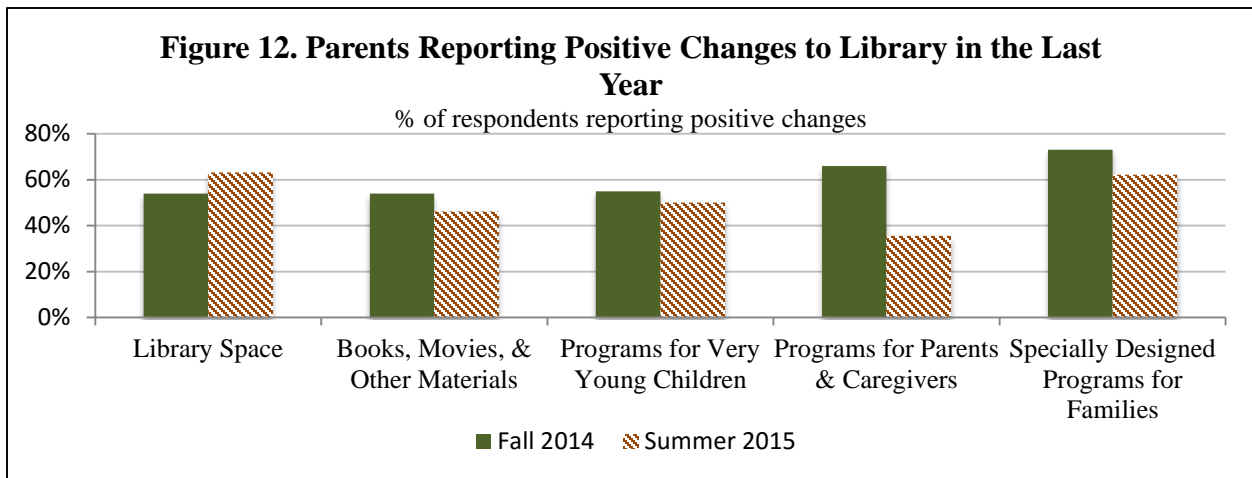 Figure 12. Parents Reporting Positive Changes to Library in the Last
Year
% of respondents reporting positive changes
80%
60%
40%
20%
0%
Library Space
Books, Movies, &
Other Materials
Programs for Very
Young Children
Programs for Parents
& Caregivers
Specially Designed
Programs for
Families
Fall 2014
Summer 2015